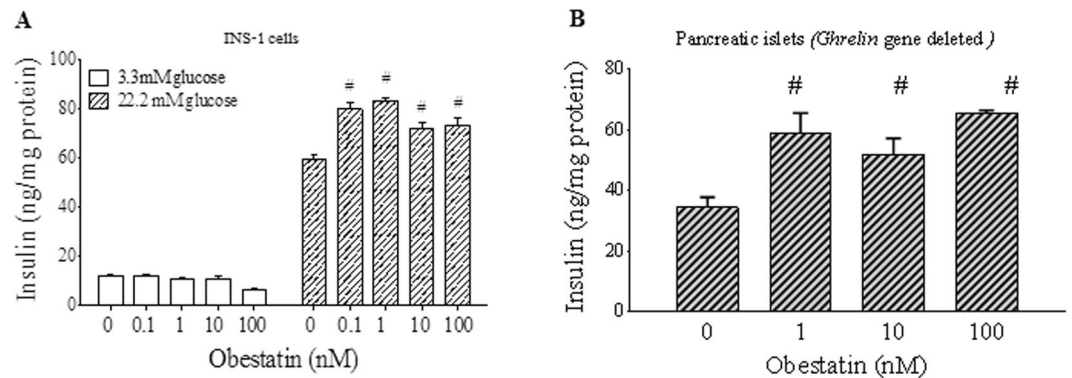 A
INS-1 cells
3.3mMglucose
22.2 mMglucose
Insulin (ng/mg protein)
100
80
60
40
20
0
# # # #
0 0.1 1 10 100 0 0.1 1 10 100
Obestatin (nM)
B
Pancreatic islets (Ghrelin gene deleted )
Insulin (ng/mg protein)
80
60
40
20
0
# # #
0 1 10 100
Obestatin (nM)